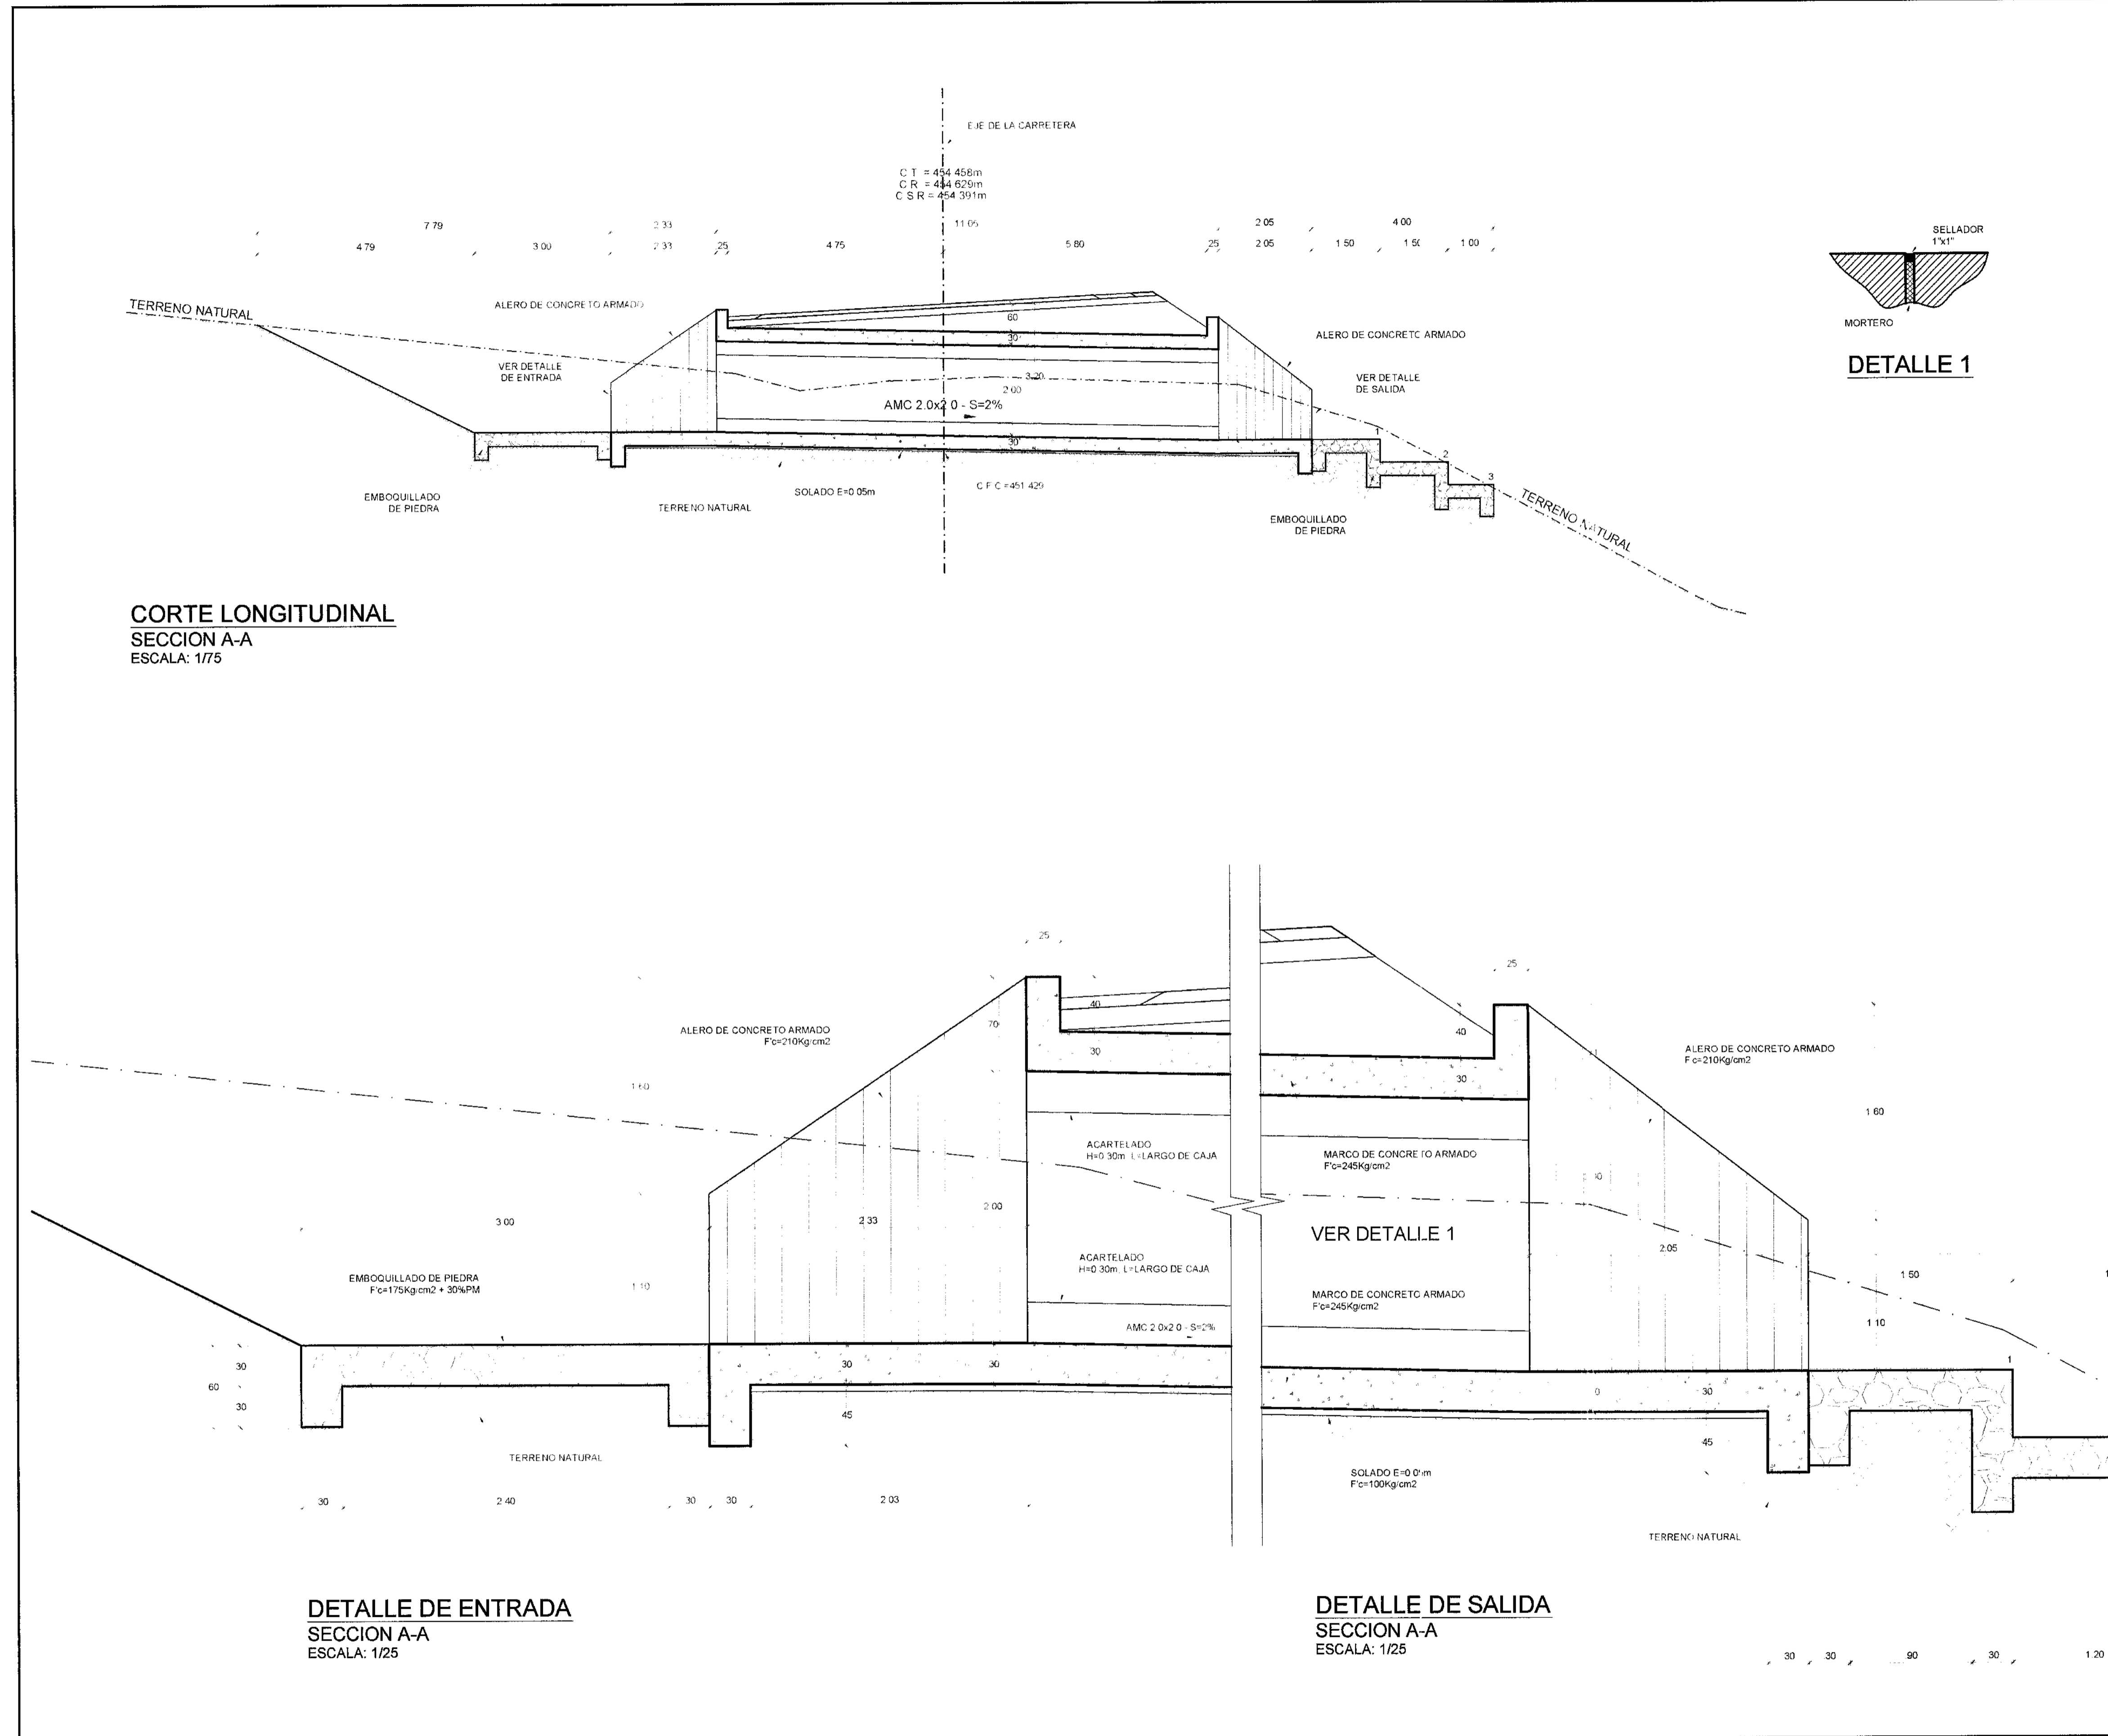 EJE DE LA CARRETERA
C T = 454 458m
C R = 454 629m
C S R = 454 391m
7 79
2 33
11 05
2 05
4 00
4 79
3 00
2 33
25
4 75
5 80
25
2 05
1 50
1 50
1 00
TERRENO NATURAL
ALERO DE CONCRETO ARMADO
60
30
ALERO DE CONCRETO ARMADO
VER DETALLE
DE ENTRADA
3.20
2 00
VER DETALLE
DE SALIDA
AMC 2.0x2 0 - S=2%
30
1
2
3
EMBOQUILLADO
DE PIEDRA
SOLADO E=0 05m
C F C =451 429
TERRENO NATURAL
EMBOQUILLADO
DE PIEDRA
TERRENO NATURAL
SELLADOR
1"x1"
MORTERO
DETALLE 1
CORTE LONGITUDINAL
SECCION A-A
ESCALA: 1/75
25
40
70
30
ALERO DE CONCRETO ARMADO
F'c=210Kg/cm2
1 60
ACARTELADO
H=0 30m L=LARGO DE CAJA
3 00
2 33
2 00
ACARTELADO
H=0 30m L=LARGO DE CAJA
EMBOQUILLADO DE PIEDRA
F'c=175Kg/cm2 + 30%PM
1 10
AMC 2 0x2 0 - S=2%
30
60
30
30
30
45
TERRENO NATURAL
30
2 40
30
30
2 03
DETALLE DE ENTRADA
SECCION A-A
ESCALA: 1/25
25
40
30
ALERO DE CONCRETO ARMADO
F'c=210Kg/cm2
1 60
MARCO DE CONCRETO ARMADO
F'c=245Kg/cm2
VER DETALLE 1
2.05
1 50
MARCO DE CONCRETO ARMADO
F'c=245Kg/cm2
1 10
1
30
45
SOLADO E=0 05m
F'c=100Kg/cm2
TERRENO NATURAL
DETALLE DE SALIDA
SECCION A-A
ESCALA: 1/25
30
30
.90
30
1.20